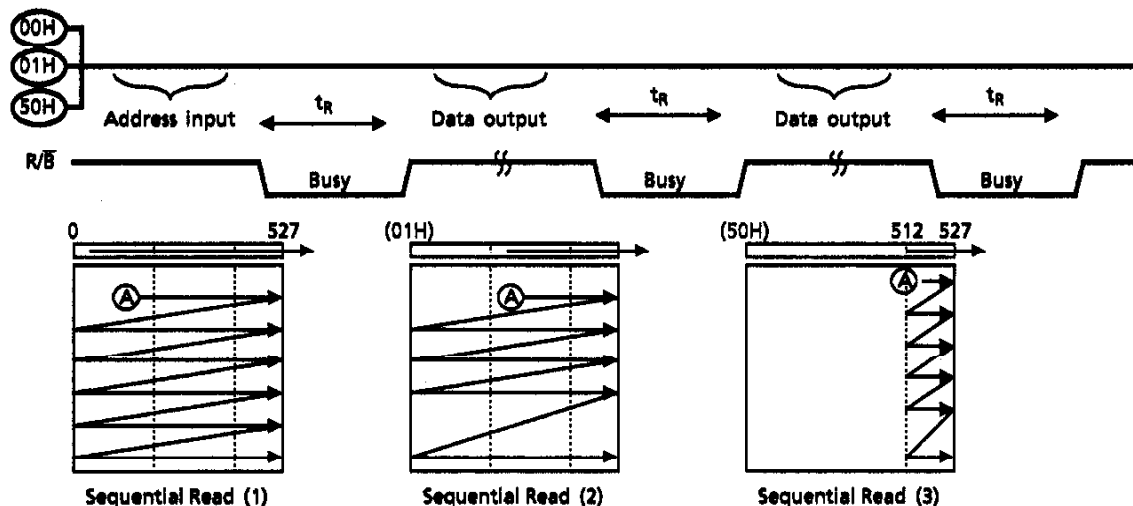 00H
01H
50H
Address input
tR
Data output
tR
Data output
tR
R/B̅
Busy
Busy
Busy
0 527
(01H)
(50H) 512 527
A
A
A
Sequential Read (1)
Sequential Read (2)
Sequential Read (3)